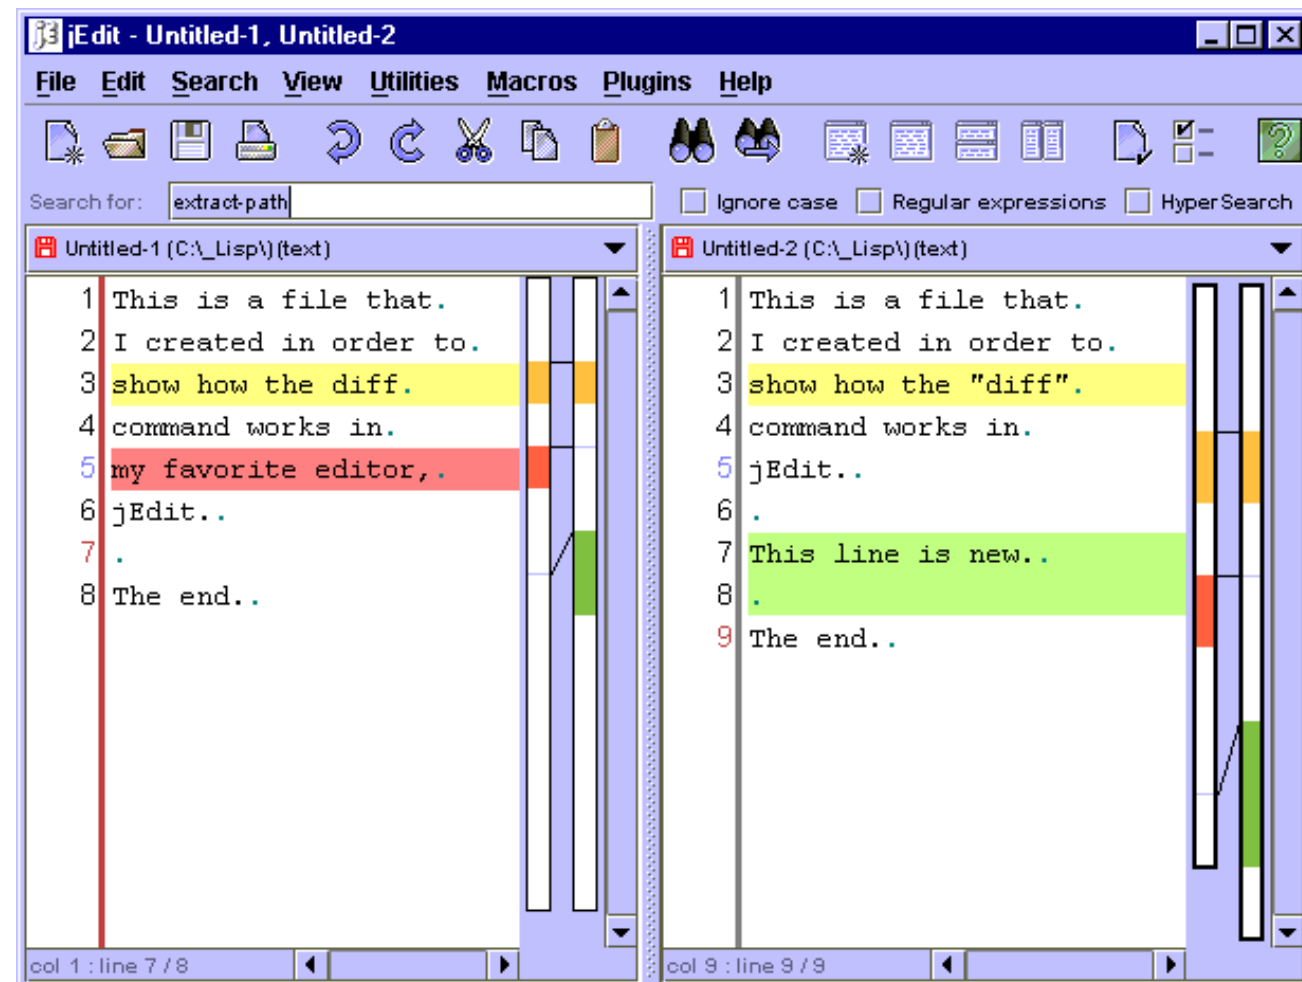 jEdit - Untitled-1, Untitled-2
File Edit Search View Utilities Macros Plugins Help
Search for: extract-path Ignore case Regular expressions HyperSearch
Untitled-1 (C:\_Lisp\)(text)
1 This is a file that.
2 I created in order to.
3 show how the diff.
4 command works in.
5 my favorite editor,.
6 jEdit..
7 .
8 The end..
col 1 : line 7 / 8
Untitled-2 (C:\_Lisp\)(text)
1 This is a file that.
2 I created in order to.
3 show how the "diff".
4 command works in.
5 jEdit..
6 .
7 This line is new..
8 .
9 The end..
col 9 : line 9 / 9